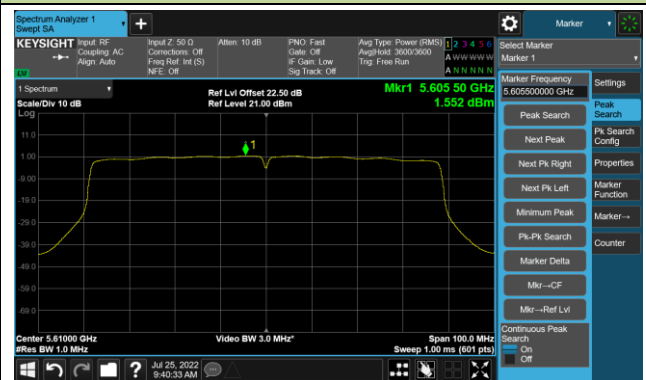 Spectrum Analyzer 1
Swept SA
KEYSIGHT
Input: RF
Coupling: AC
Align: Auto
Input Z: 50 Ω
Corrections: Off
Freq Ref: Int (S)
NFE: Off
Atten: 10 dB
PNO: Fast
Gate: Off
IF Gain: Low
Sig Track: Off
Avg Type: Power (RMS)
Avg|Hold: 3600/3600
Trig: Free Run
1 2 3 4 5 6
A W W W W W
A N N N N N
1 Spectrum
Scale/Div 10 dB
Log
Ref Lvl Offset 22.50 dB
Ref Level 21.00 dBm
Mkr1 5.605 50 GHz
1.552 dBm
11.0
1.00
-9.00
-19.0
-29.0
-39.0
-49.0
-59.0
-69.0
1
Center 5.61000 GHz
#Res BW 1.0 MHz
Video BW 3.0 MHz*
Span 100.0 MHz
Sweep 1.00 ms (601 pts)
Jul 25, 2022
9:40:33 AM
Marker
Select Marker
Marker 1
Marker Frequency
5.605500000 GHz
Peak Search
Next Peak
Next Pk Right
Next Pk Left
Minimum Peak
Pk-Pk Search
Marker Delta
Mkr→CF
Mkr→Ref Lvl
Continuous Peak
Search
On
Off
Settings
Peak
Search
Pk Search
Config
Properties
Marker
Function
Marker→
Counter